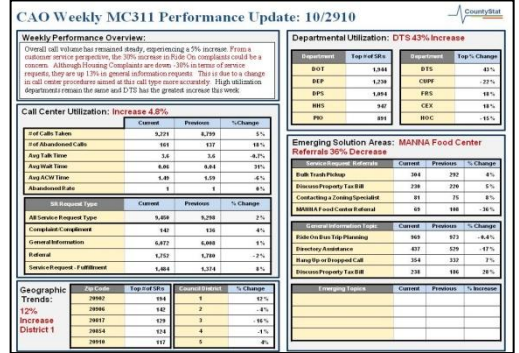 CAO Weekly MC311 Performance Update: 10/2910
CountyStat
Weekly Performance Overview:
Overall call volume has remained steady, experiencing a 5% increase. From a
customer service perspective, the 30% increase in Ride On complaints could be a
concern. Although Housing Complaints are down -30% in terms of service
requests, they are up 13% in general information requests. This is due to a change
in call center procedures aimed at this call type more accurately. High utilization
departments remain the same and DTS has the greatest increase this week.
Call Center Utilization: Increase 4.8%
Current Previous %Change
# of Calls Taken 9,221 8,799 5%
# of Abandoned Calls 161 137 18%
Avg Talk Time 3.6 3.6 -0.7%
Avg Wait Time 0.06 0.04 31%
Avg ACW Time 1.49 1.59 -6%
Abandoned Rate 1 1 0%
SR Request Type Current Previous % Change
All Service Request Type 9,450 9,298 2%
Complaint/Compliment 142 136 4%
General Information 6,072 6,008 1%
Referral 1,752 1,780 -2%
Service Request - Fulfillment 1,484 1,374 8%
Geographic
Trends:
12%
Increase
District 1
Zip Code Top # of SRs
20902 194
20906 142
20817 129
20854 124
20910 117
Council District % Change
1 12%
2 -4%
3 -16%
4 -1%
5 4%
Departmental Utilization: DTS 43% Increase
Department Top # of SRs
DOT 1,944
DEP 1,230
DPS 1,094
HHS 947
PIO 891
Department Top % Change
DTS 43%
CUPF -22%
FRS 18%
CEX 18%
HOC -15%
Emerging Solution Areas: MANNA Food Center
Referrals 36% Decrease
Service Request Referrals Current Previous % Change
Bulk Trash Pickup 304 292 4%
Discuss Property Tax Bill 230 220 5%
Contacting a Zoning Specialist 81 75 8%
MANNA Food Center Referral 69 108 -36%
General Information Topic Current Previous % Change
Ride On Bus Trip Planning 969 973 -0.4%
Directory Assistance 437 529 -17%
Hang Up or Dropped Call 354 332 7%
Discuss Property Tax Bill 238 186 28%
Emerging Topics Current Previous % Increase